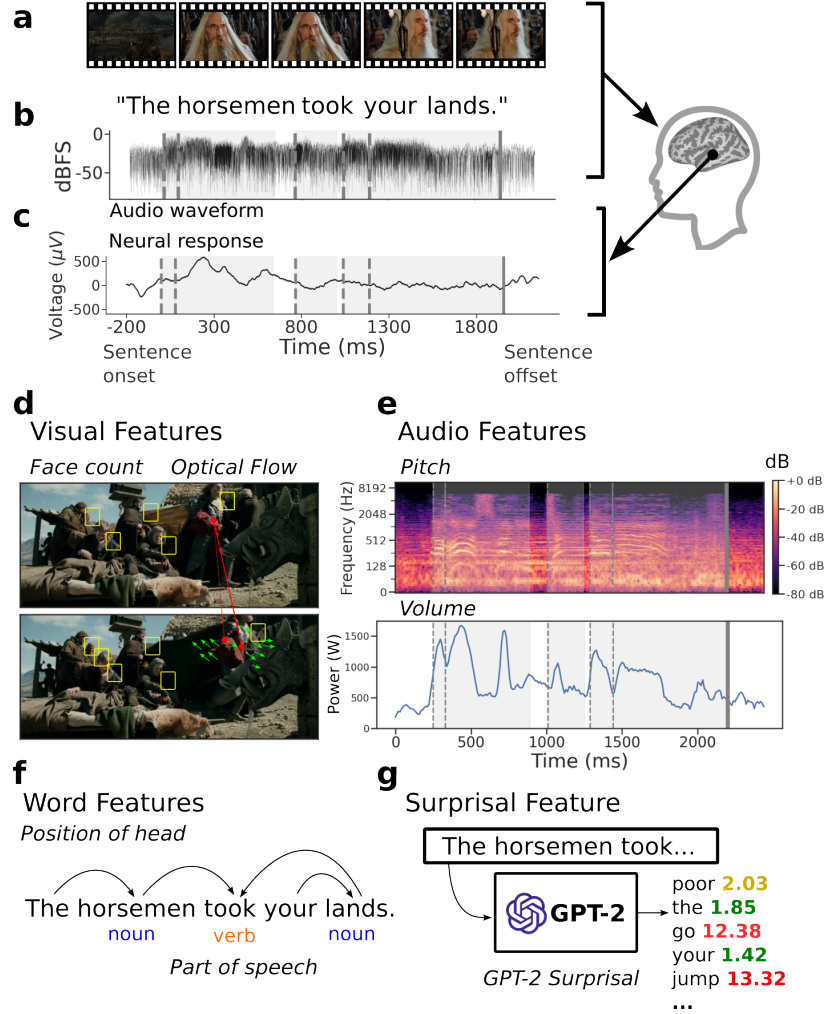 a
b
"The horsemen took your lands."
0
-50
dBFS
Audio waveform
c
Neural response
Voltage (µV)
500
0
-500
-200 300 800 1300 1800
Time (ms)
Sentence onset
Sentence offset
d
Visual Features
Face count Optical Flow
e
Audio Features
Pitch
dB
Frequency (Hz)
8192
2048
512
128
0
+0 dB
-20 dB
-40 dB
-60 dB
-80 dB
Volume
Power (W)
1500
1000
500
0
0 500 1000 1500 2000
Time (ms)
f
Word Features
Position of head
The horsemen took your lands.
noun verb noun
Part of speech
g
Surprisal Feature
The horsemen took...
GPT-2
GPT-2 Surprisal
poor 2.03
the 1.85
go 12.38
your 1.42
jump 13.32
...